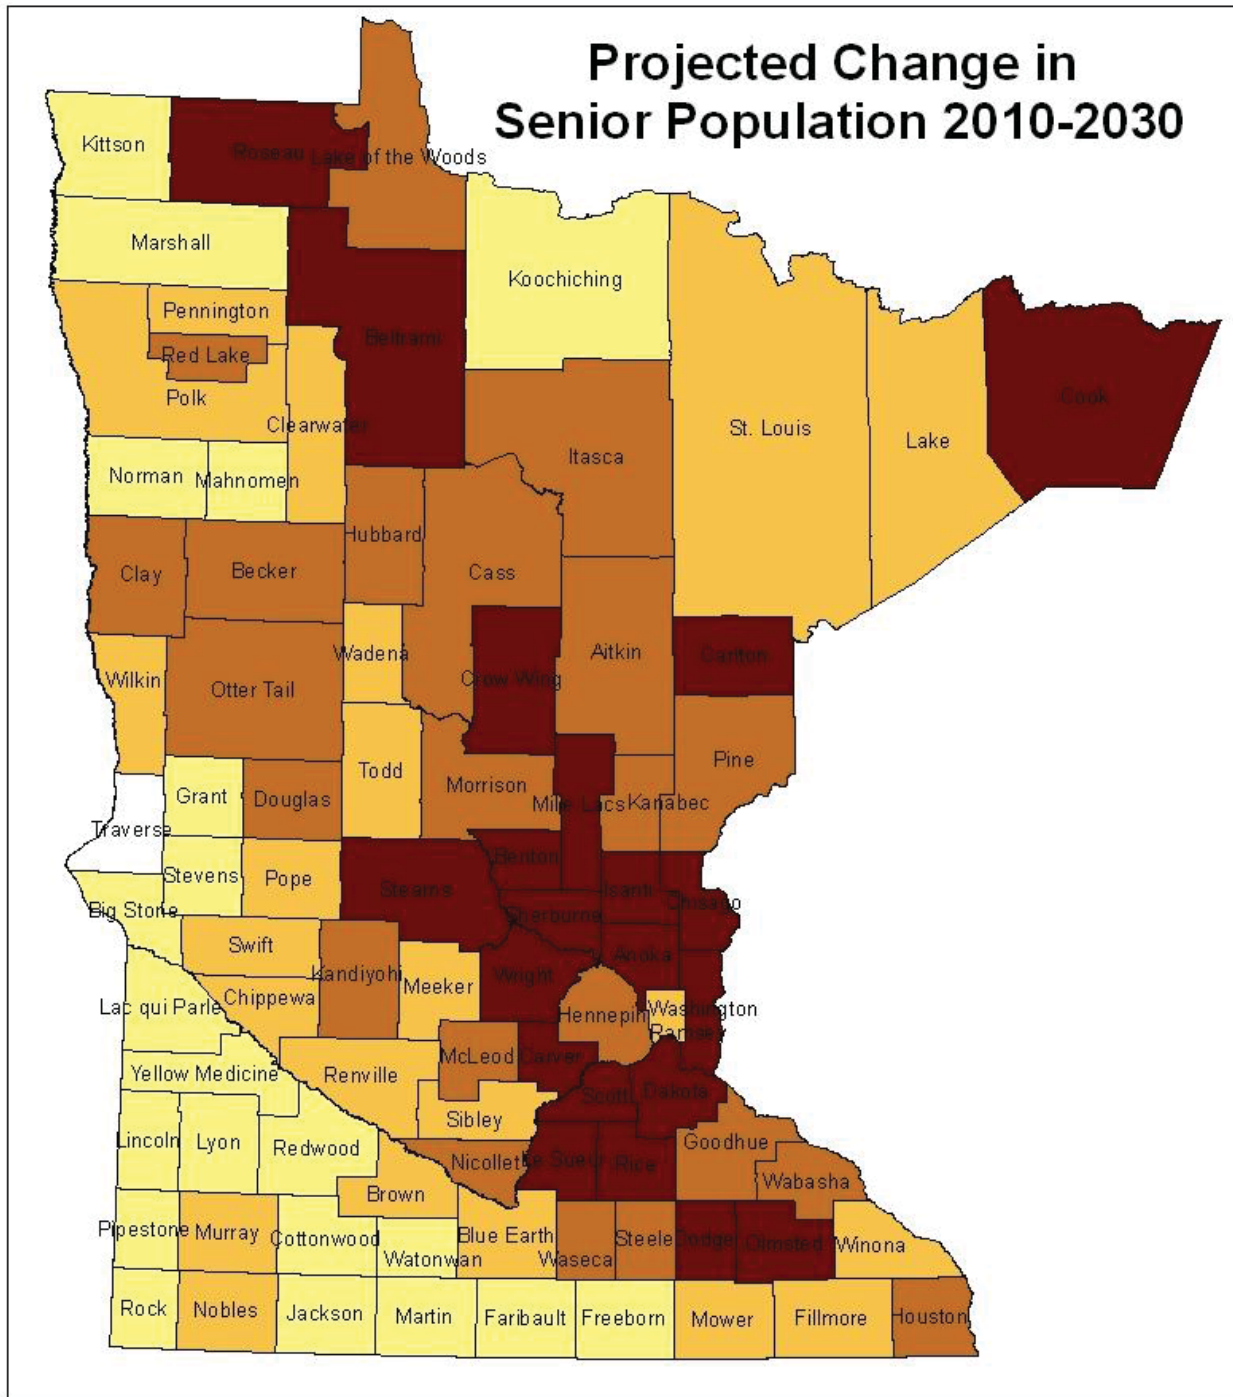 Projected Change in
Senior Population 2010-2030
Kittson
Roseau
Lake of the Woods
Marshall
Koochiching
Pennington
Beltrami
Red Lake
Polk
Clearwater
Cook
St. Louis
Lake
Itasca
Norman
Mahnomen
Hubbard
Clay
Becker
Cass
Wadena
Aitkin
Carlton
Wilkin
Otter Tail
Crow Wing
Pine
Todd
Morrison
Grant
Douglas
Mille Lacs
Kanabec
Traverse
Benton
Stevens
Pope
Stearns
Isanti
Chisago
Big Stone
Sherburne
Swift
Anoka
Kandiyohi
Wright
Meeker
Lac qui Parle
Chippewa
Washington
Hennepin
Ramsey
McLeod
Carver
Yellow Medicine
Renville
Scott
Dakota
Sibley
Lincoln
Lyon
Redwood
Goodhue
Nicollet
Le Sueur
Rice
Wabasha
Brown
Pipestone
Murray
Cottonwood
Watonwan
Blue Earth
Waseca
Steele
Dodge
Olmsted
Winona
Rock
Nobles
Jackson
Martin
Faribault
Freeborn
Mower
Fillmore
Houston